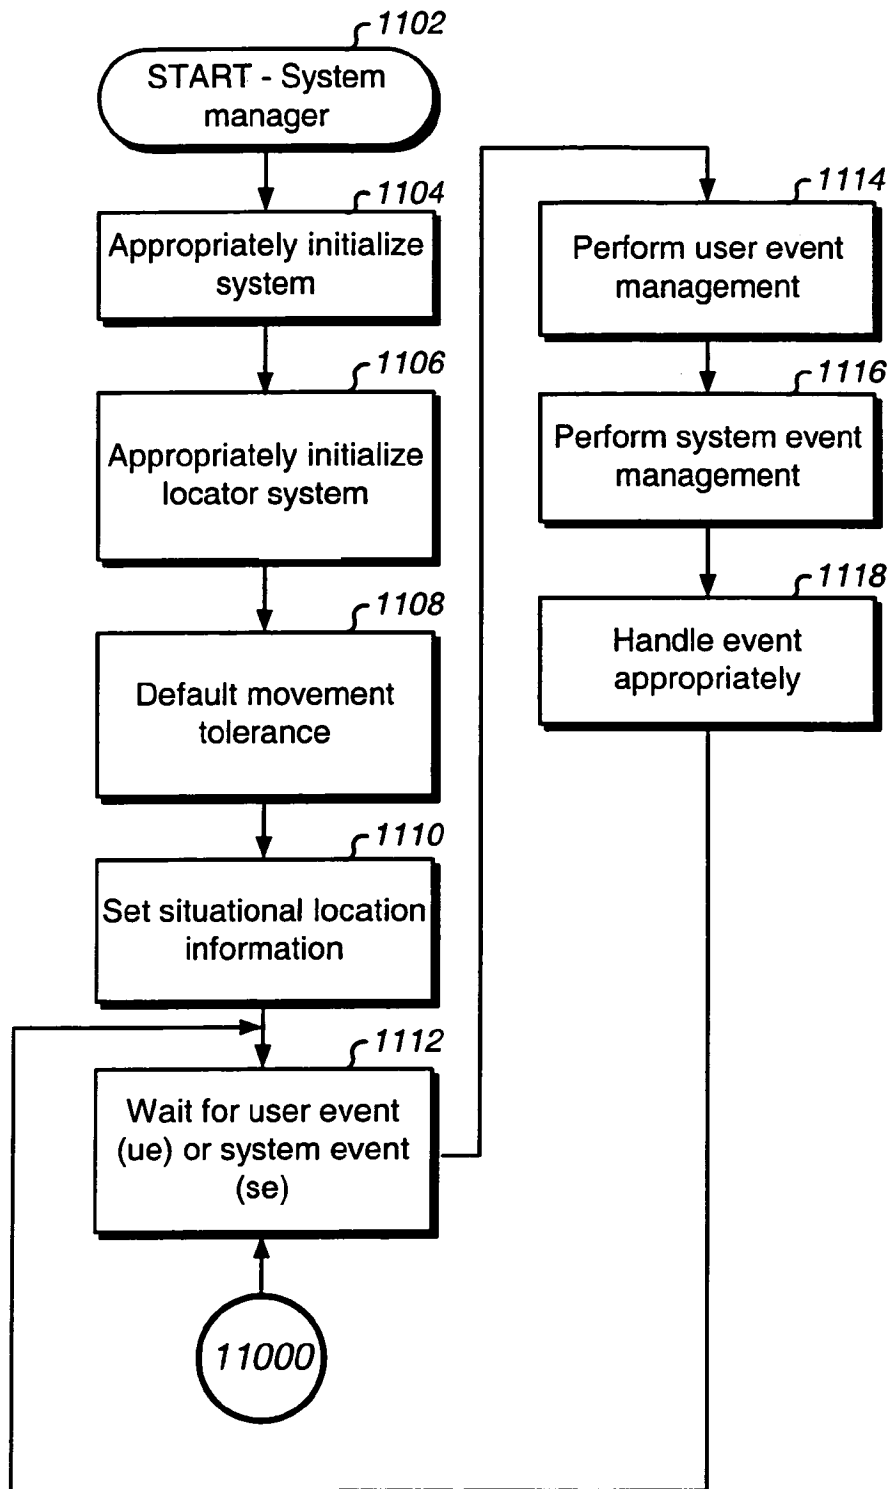 1102
START - System
manager
1104
Appropriately initialize
system
1106
Appropriately initialize
locator system
1108
Default movement
tolerance
1110
Set situational location
information
1112
Wait for user event
(ue) or system event
(se)
11000
1114
Perform user event
management
1116
Perform system event
management
1118
Handle event
appropriately